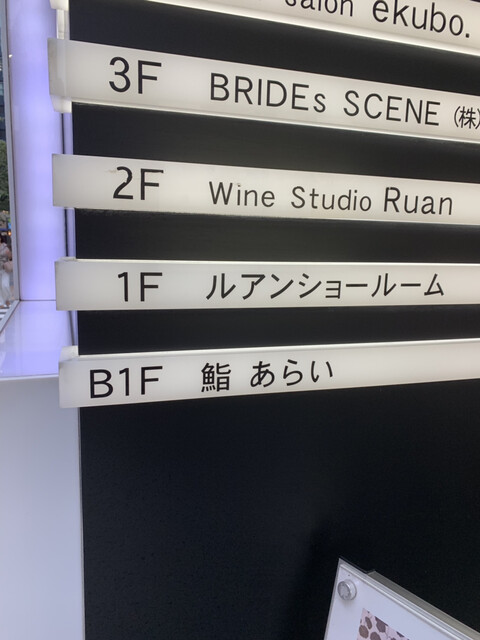 salon ekubo.
3F BRIDEs SCENE (株)
2F Wine Studio Ruan
1F ルアンショールーム
B1F 鮨 あらい